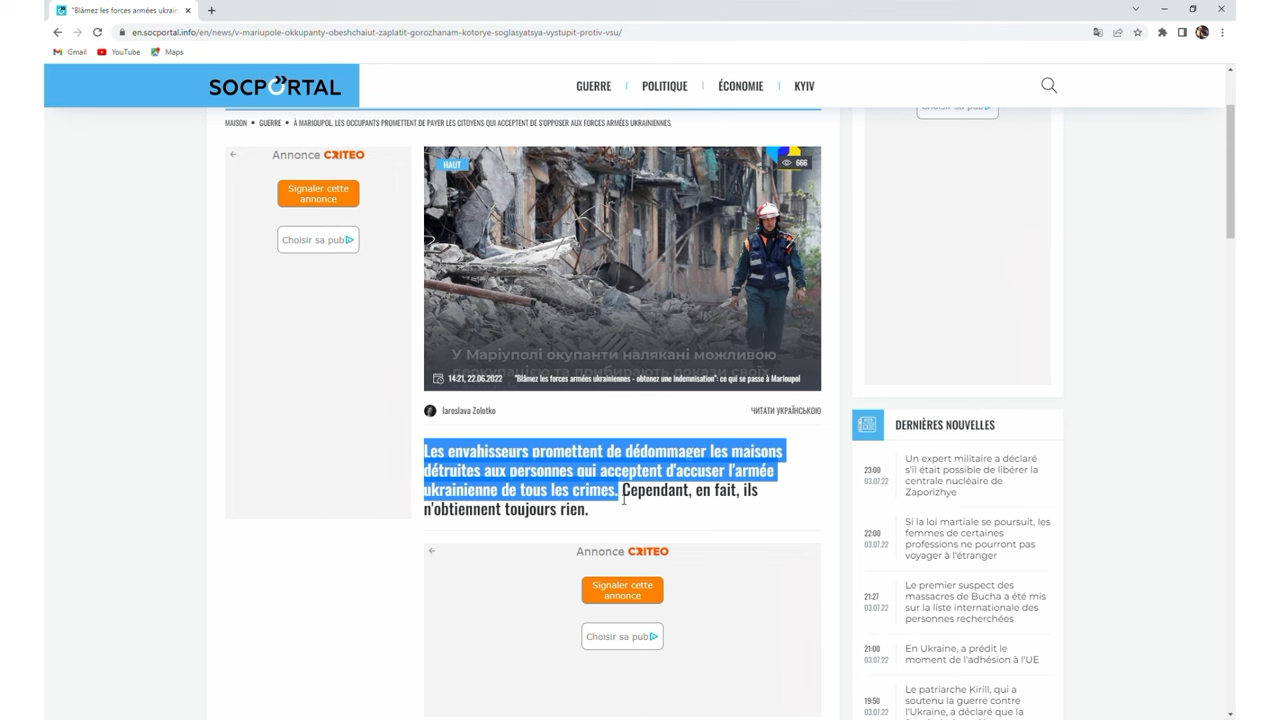 "Blâmez les forces armées ukrain
en.socportal.info/en/news/v-mariupole-okkupanty-obeshchaiut-zaplatit-gorozhanam-kotorye-soglasyatsya-vystupit-protiv-vsu/
Gmail YouTube Maps
SOCPORTAL
GUERRE POLITIQUE ÉCONOMIE KYIV
MAISON • GUERRE • À MARIOUPOL, LES OCCUPANTS PROMETTENT DE PAYER LES CITOYENS QUI ACCEPTENT DE S'OPPOSER AUX FORCES ARMÉES UKRAINIENNES
Annonce CRITEO
Signaler cette
annonce
Choisir sa pub
HAUT
666
У Маріуполі окупанти налякані можливою
деокупацією та прибирають докази своїх
14:21, 22.06.2022 "Blâmez les forces armées ukrainiennes - obtenez une indemnisation": ce qui se passe à Marioupol
Iaroslava Zolotko
ЧИТАТИ УКРАЇНСЬКОЮ
Les envahisseurs promettent de dédommager les maisons
détruites aux personnes qui acceptent d'accuser l'armée
ukrainienne de tous les crimes. Cependant, en fait, ils
n'obtiennent toujours rien.
Annonce CRITEO
Signaler cette
annonce
Choisir sa pub
Choisir sa pub
DERNIÈRES NOUVELLES
23:00
03.07.22
Un expert militaire a déclaré
s'il était possible de libérer la
centrale nucléaire de
Zaporizhye
22:00
03.07.22
Si la loi martiale se poursuit, les
femmes de certaines
professions ne pourront pas
voyager à l'étranger
21:27
03.07.22
Le premier suspect des
massacres de Bucha a été mis
sur la liste internationale des
personnes recherchées
21:00
03.07.22
En Ukraine, a prédit le
moment de l'adhésion à l'UE
19:50
03.07.22
Le patriarche Kirill, qui a
soutenu la guerre contre
l'Ukraine, a déclaré que la